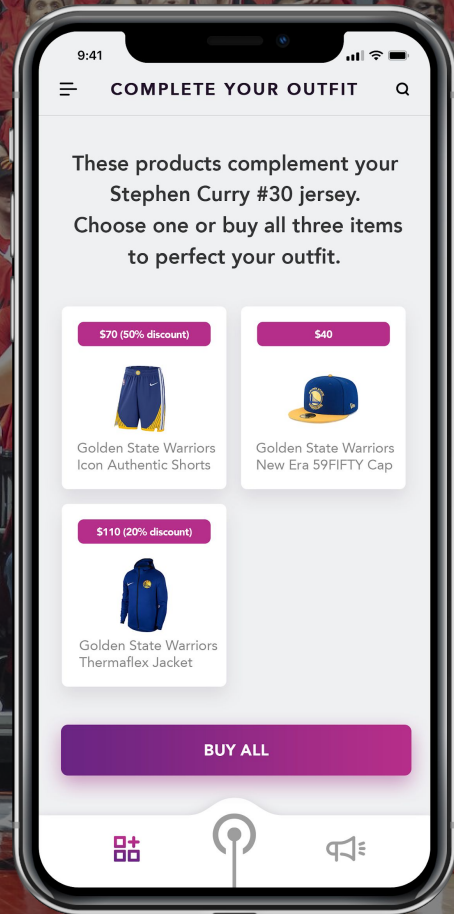 9:41
COMPLETE YOUR OUTFIT
These products complement your
Stephen Curry #30 jersey.
Choose one or buy all three items
to perfect your outfit.
$70 (50% discount)
Golden State Warriors
Icon Authentic Shorts
$40
Golden State Warriors
New Era 59FIFTY Cap
$110 (20% discount)
Golden State Warriors
Thermaflex Jacket
BUY ALL